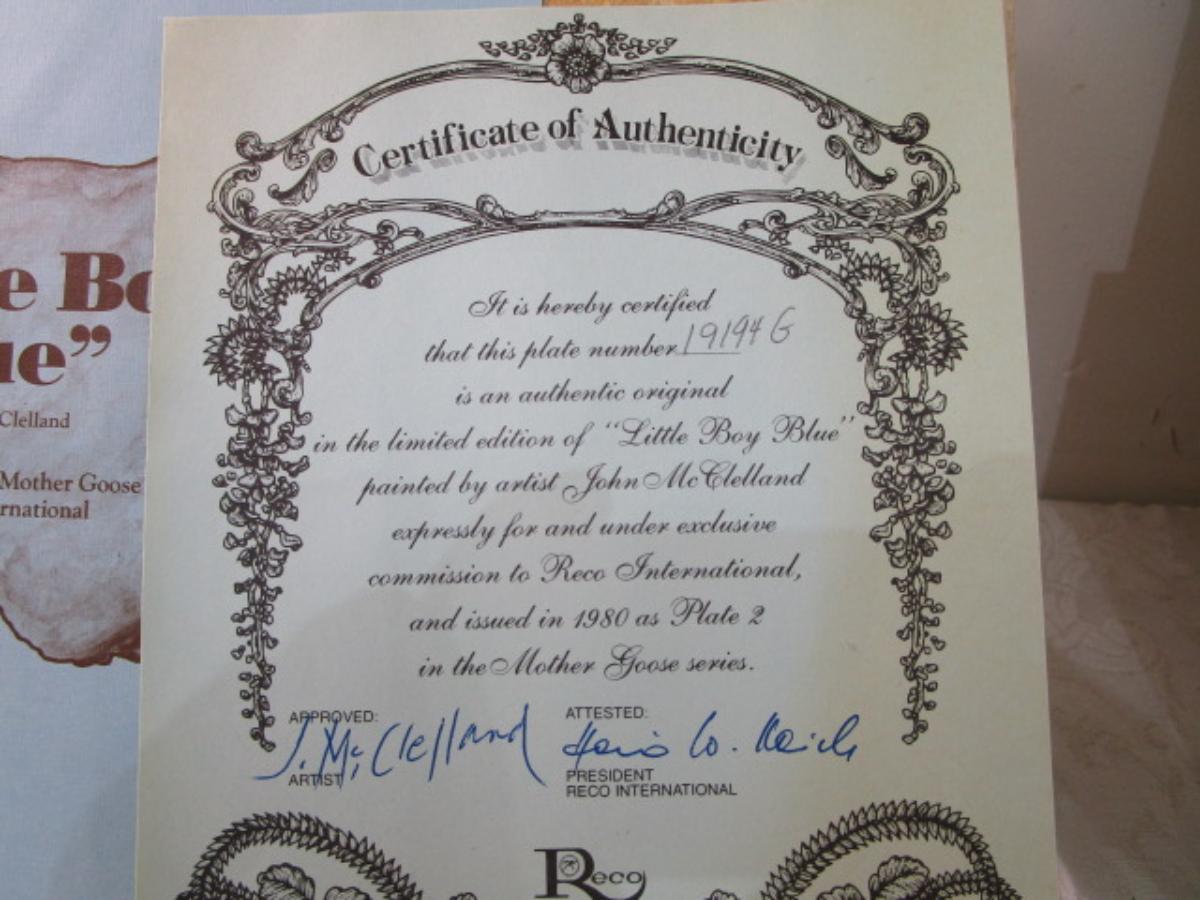 Certificate of Authenticity
It is hereby certified
that this plate number 19194 G
is an authentic original
in the limited edition of “Little Boy Blue”
painted by artist John McClelland
expressly for and under exclusive
commission to Reco International,
and issued in 1980 as Plate 2
in the Mother Goose series.
APPROVED:
J. McClelland
ARTIST
ATTESTED:
PRESIDENT
RECO INTERNATIONAL
Reco
e Bo
ue”
Clelland
Mother Goose
rnational